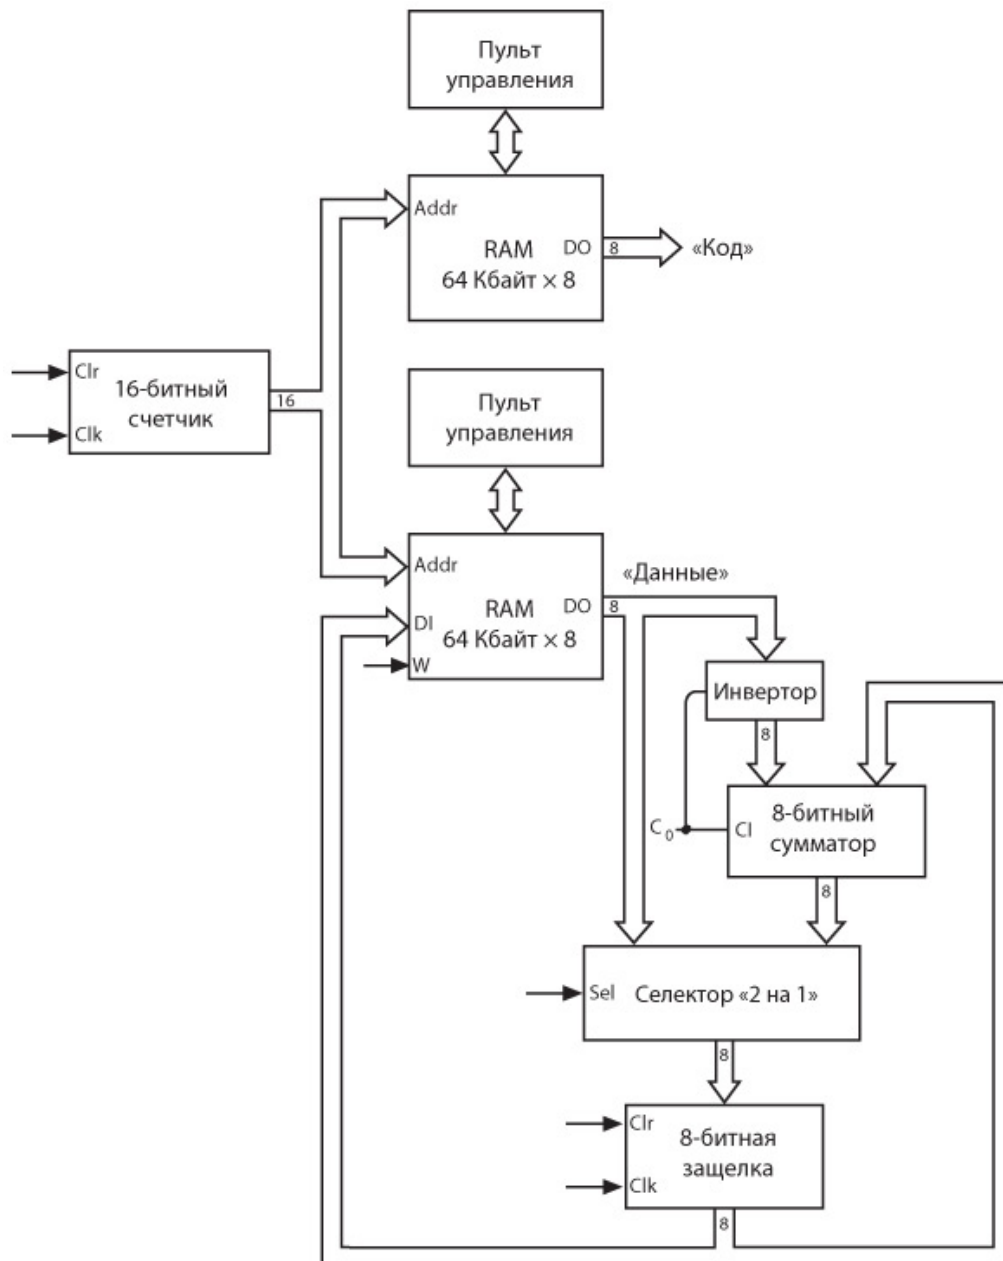 Пульт
управления
Addr
RAM
64 Кбайт × 8
DO
8
«Код»
Clr
16-битный
счетчик
Clk
16
Пульт
управления
Addr
DI
W
RAM
64 Кбайт × 8
DO
8
«Данные»
Инвертор
8
C0
CI
8-битный
сумматор
8
Sel
Селектор «2 на 1»
8
Clr
8-битная
защелка
Clk
8